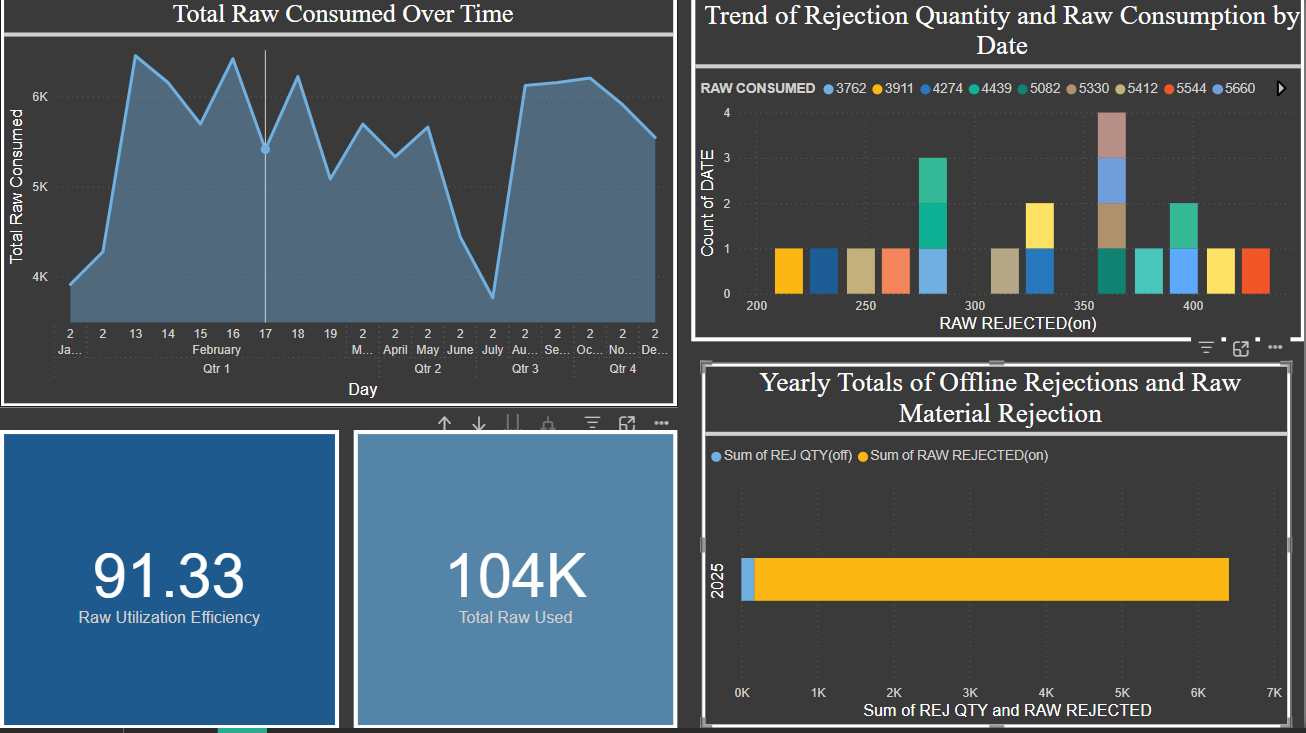 Total Raw Consumed Over Time
Total Raw Consumed
6K
5K
4K
2 2 13 14 15 16 17 18 19 2 2 2 2 2 2 2 2 2 2
Ja... February M... April May June July Au... Se... Oc... No... De...
Qtr 1 Qtr 2 Qtr 3 Qtr 4
Day
Trend of Rejection Quantity and Raw Consumption by
Date
RAW CONSUMED 3762 3911 4274 4439 5082 5330 5412 5544 5660
Count of DATE
4
3
2
1
0
200 250 300 350 400
RAW REJECTED(on)
91.33
Raw Utilization Efficiency
104K
Total Raw Used
Yearly Totals of Offline Rejections and Raw
Material Rejection
Sum of REJ QTY(off) Sum of RAW REJECTED(on)
2025
0K 1K 2K 3K 4K 5K 6K 7K
Sum of REJ QTY and RAW REJECTED